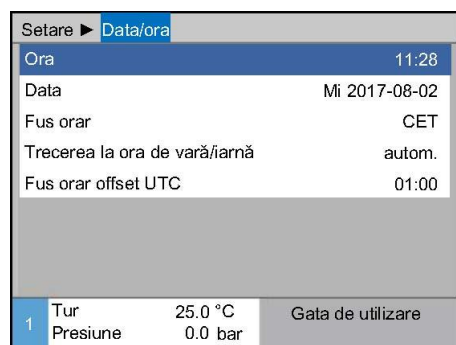 Setare ► Data/ora
Ora 11:28
Data Mi 2017-08-02
Fus orar CET
Trecerea la ora de vară/iarnă autom.
Fus orar offset UTC 01:00
1 Tur 25.0 °C Gata de utilizare
Presiune 0.0 bar